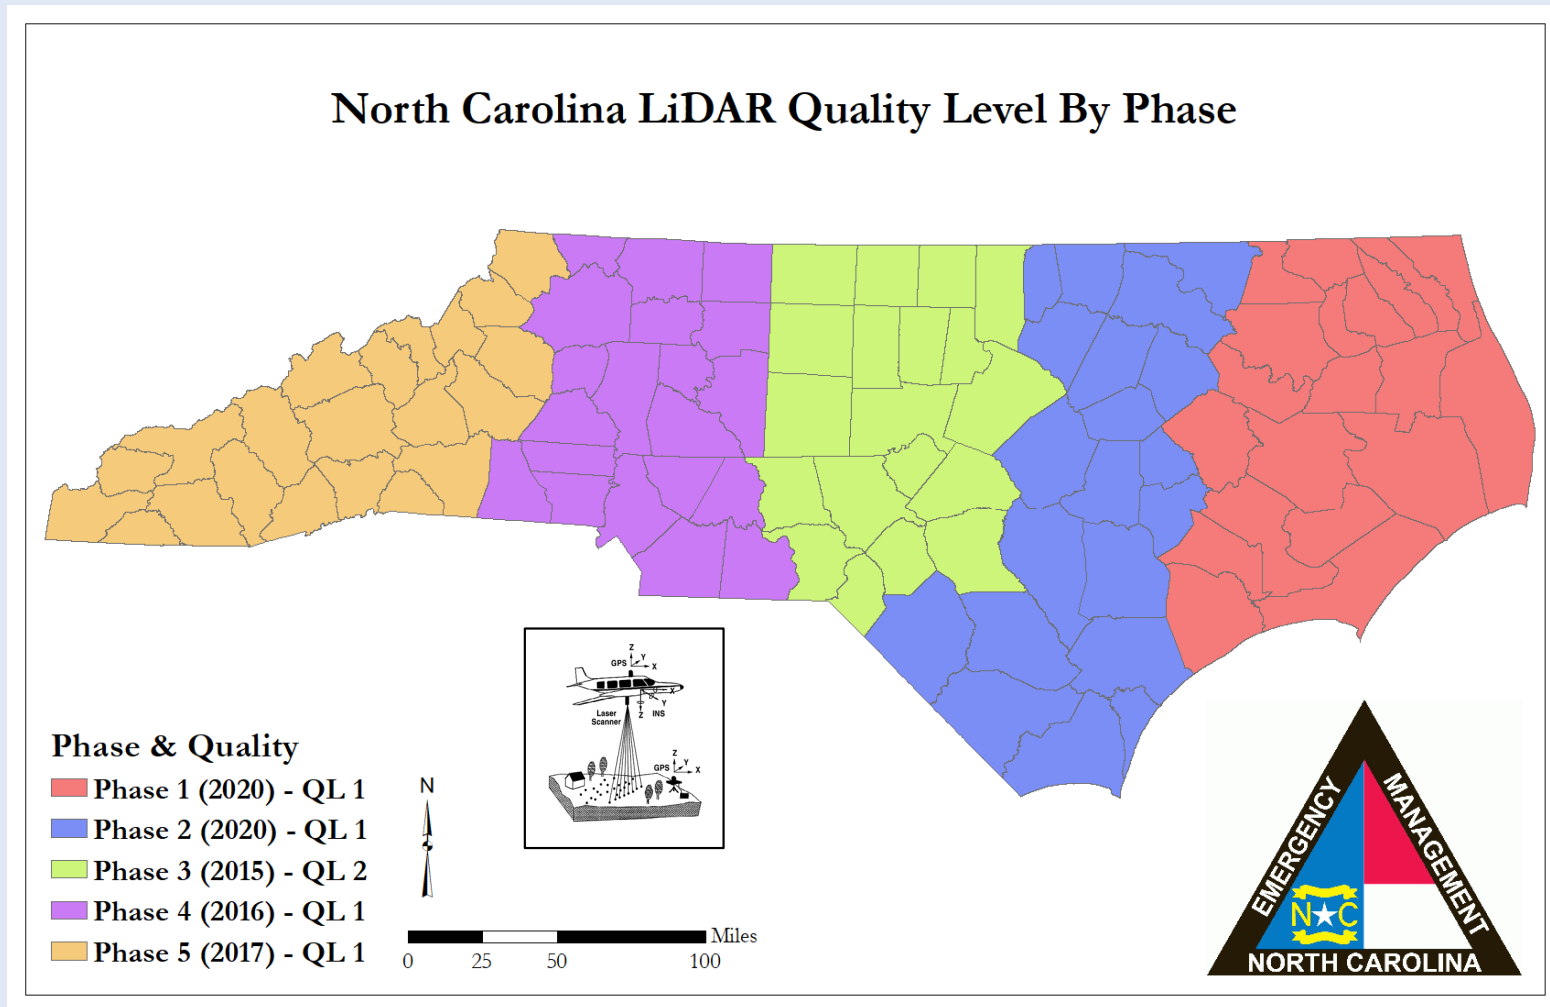 North Carolina LiDAR Quality Level By Phase
Z
Y
GPS
X
X
Y
Z
INS
Laser
Scanner
Z
Y
GPS
X
Phase & Quality
Phase 1 (2020) - QL 1
Phase 2 (2020) - QL 1
Phase 3 (2015) - QL 2
Phase 4 (2016) - QL 1
Phase 5 (2017) - QL 1
N
Miles
0 25 50 100
EMERGENCY
MANAGEMENT
N C
NORTH CAROLINA